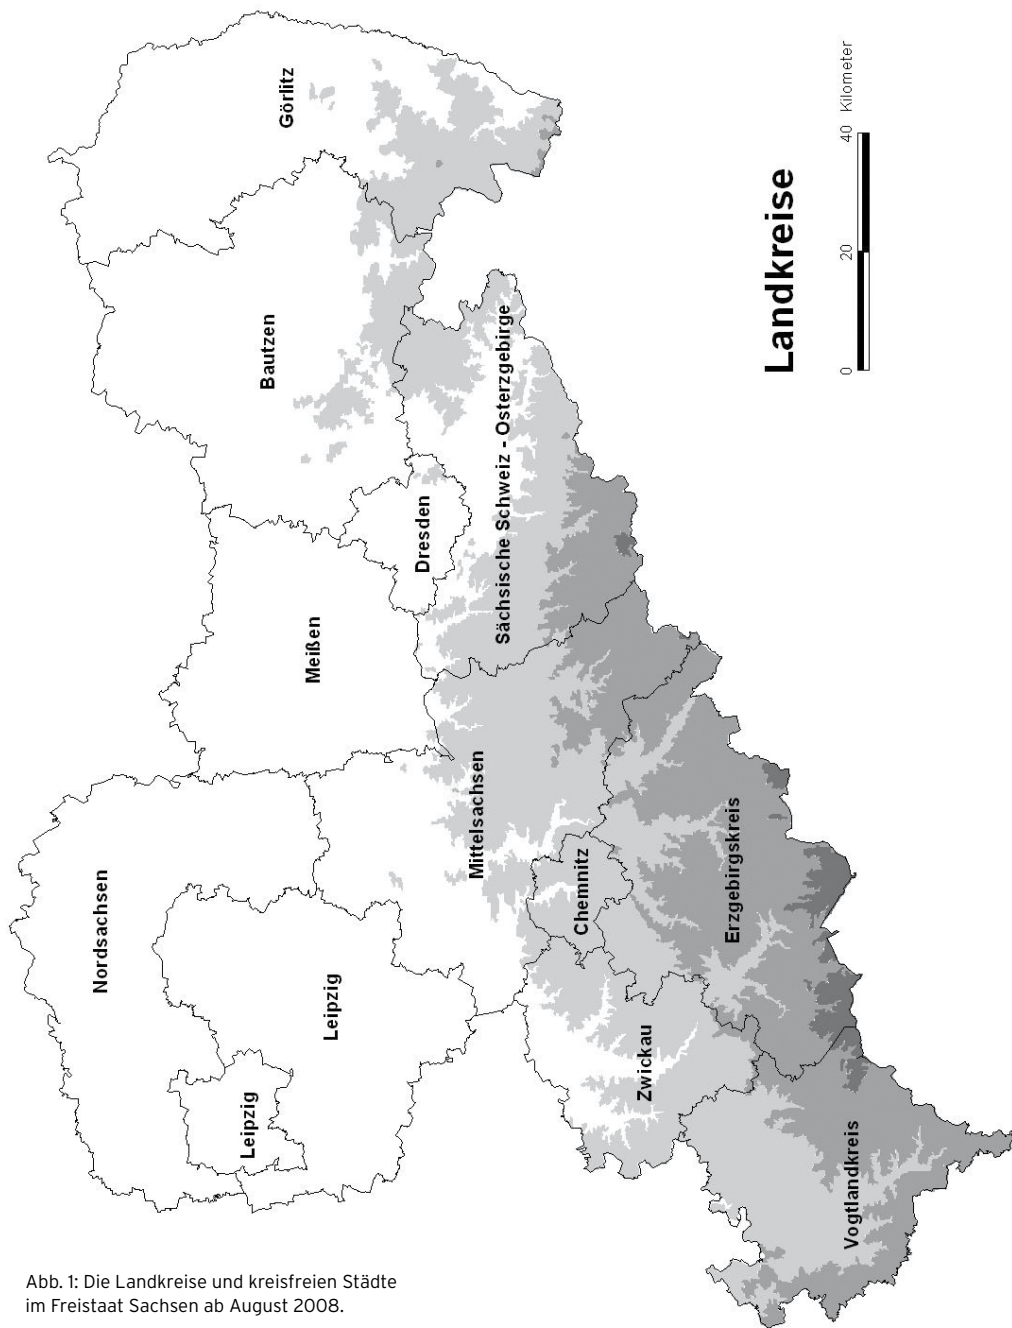 Landkreise
0 20 40 Kilometer
Görlitz
Bautzen
Sächsische Schweiz - Osterzgebirge
Dresden
Meißen
Mittelsachsen
Nordsachsen
Leipzig
Leipzig
Chemnitz
Erzgebirgskreis
Zwickau
Vogtlandkreis
Abb. 1: Die Landkreise und kreisfreien Städte
im Freistaat Sachsen ab August 2008.